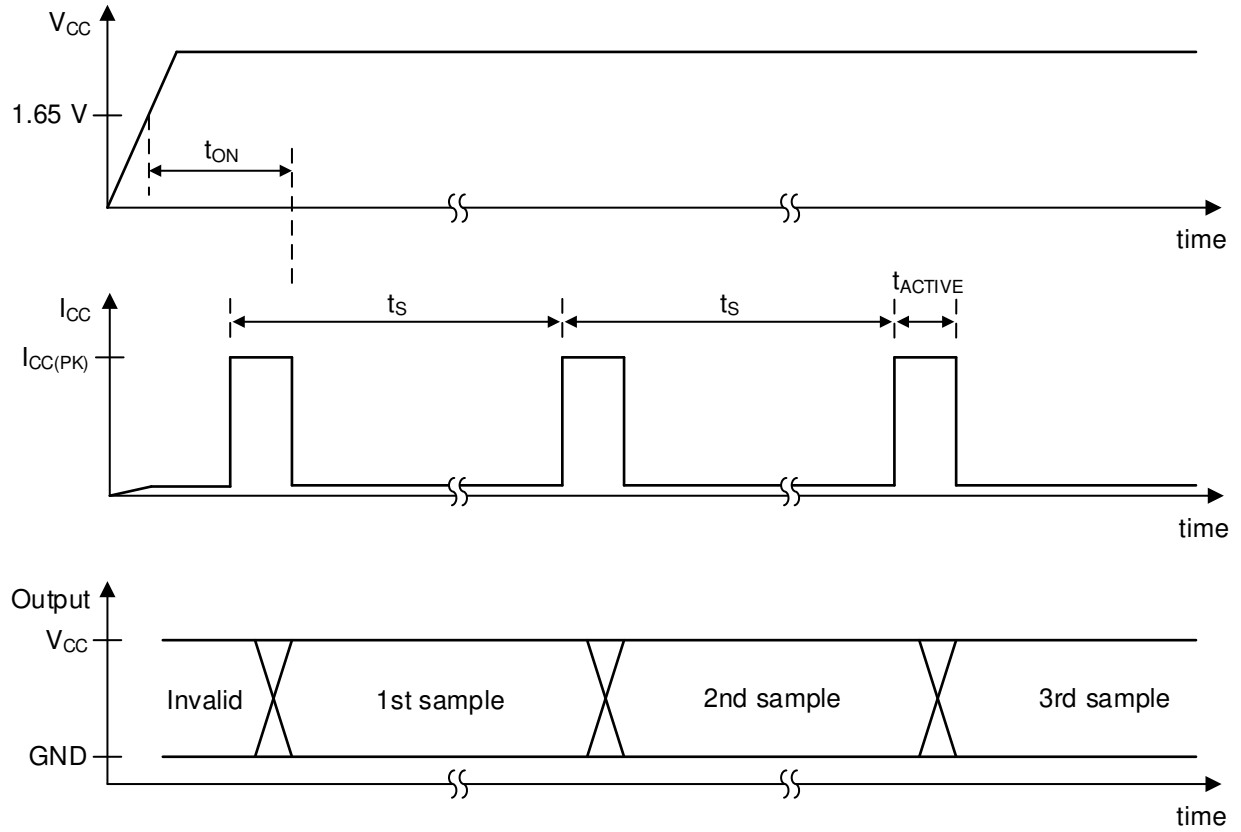 VCC
1.65 V
tON
time
ICC
tS
tS
tACTIVE
ICC(PK)
time
Output
VCC
Invalid
1st sample
2nd sample
3rd sample
GND
time